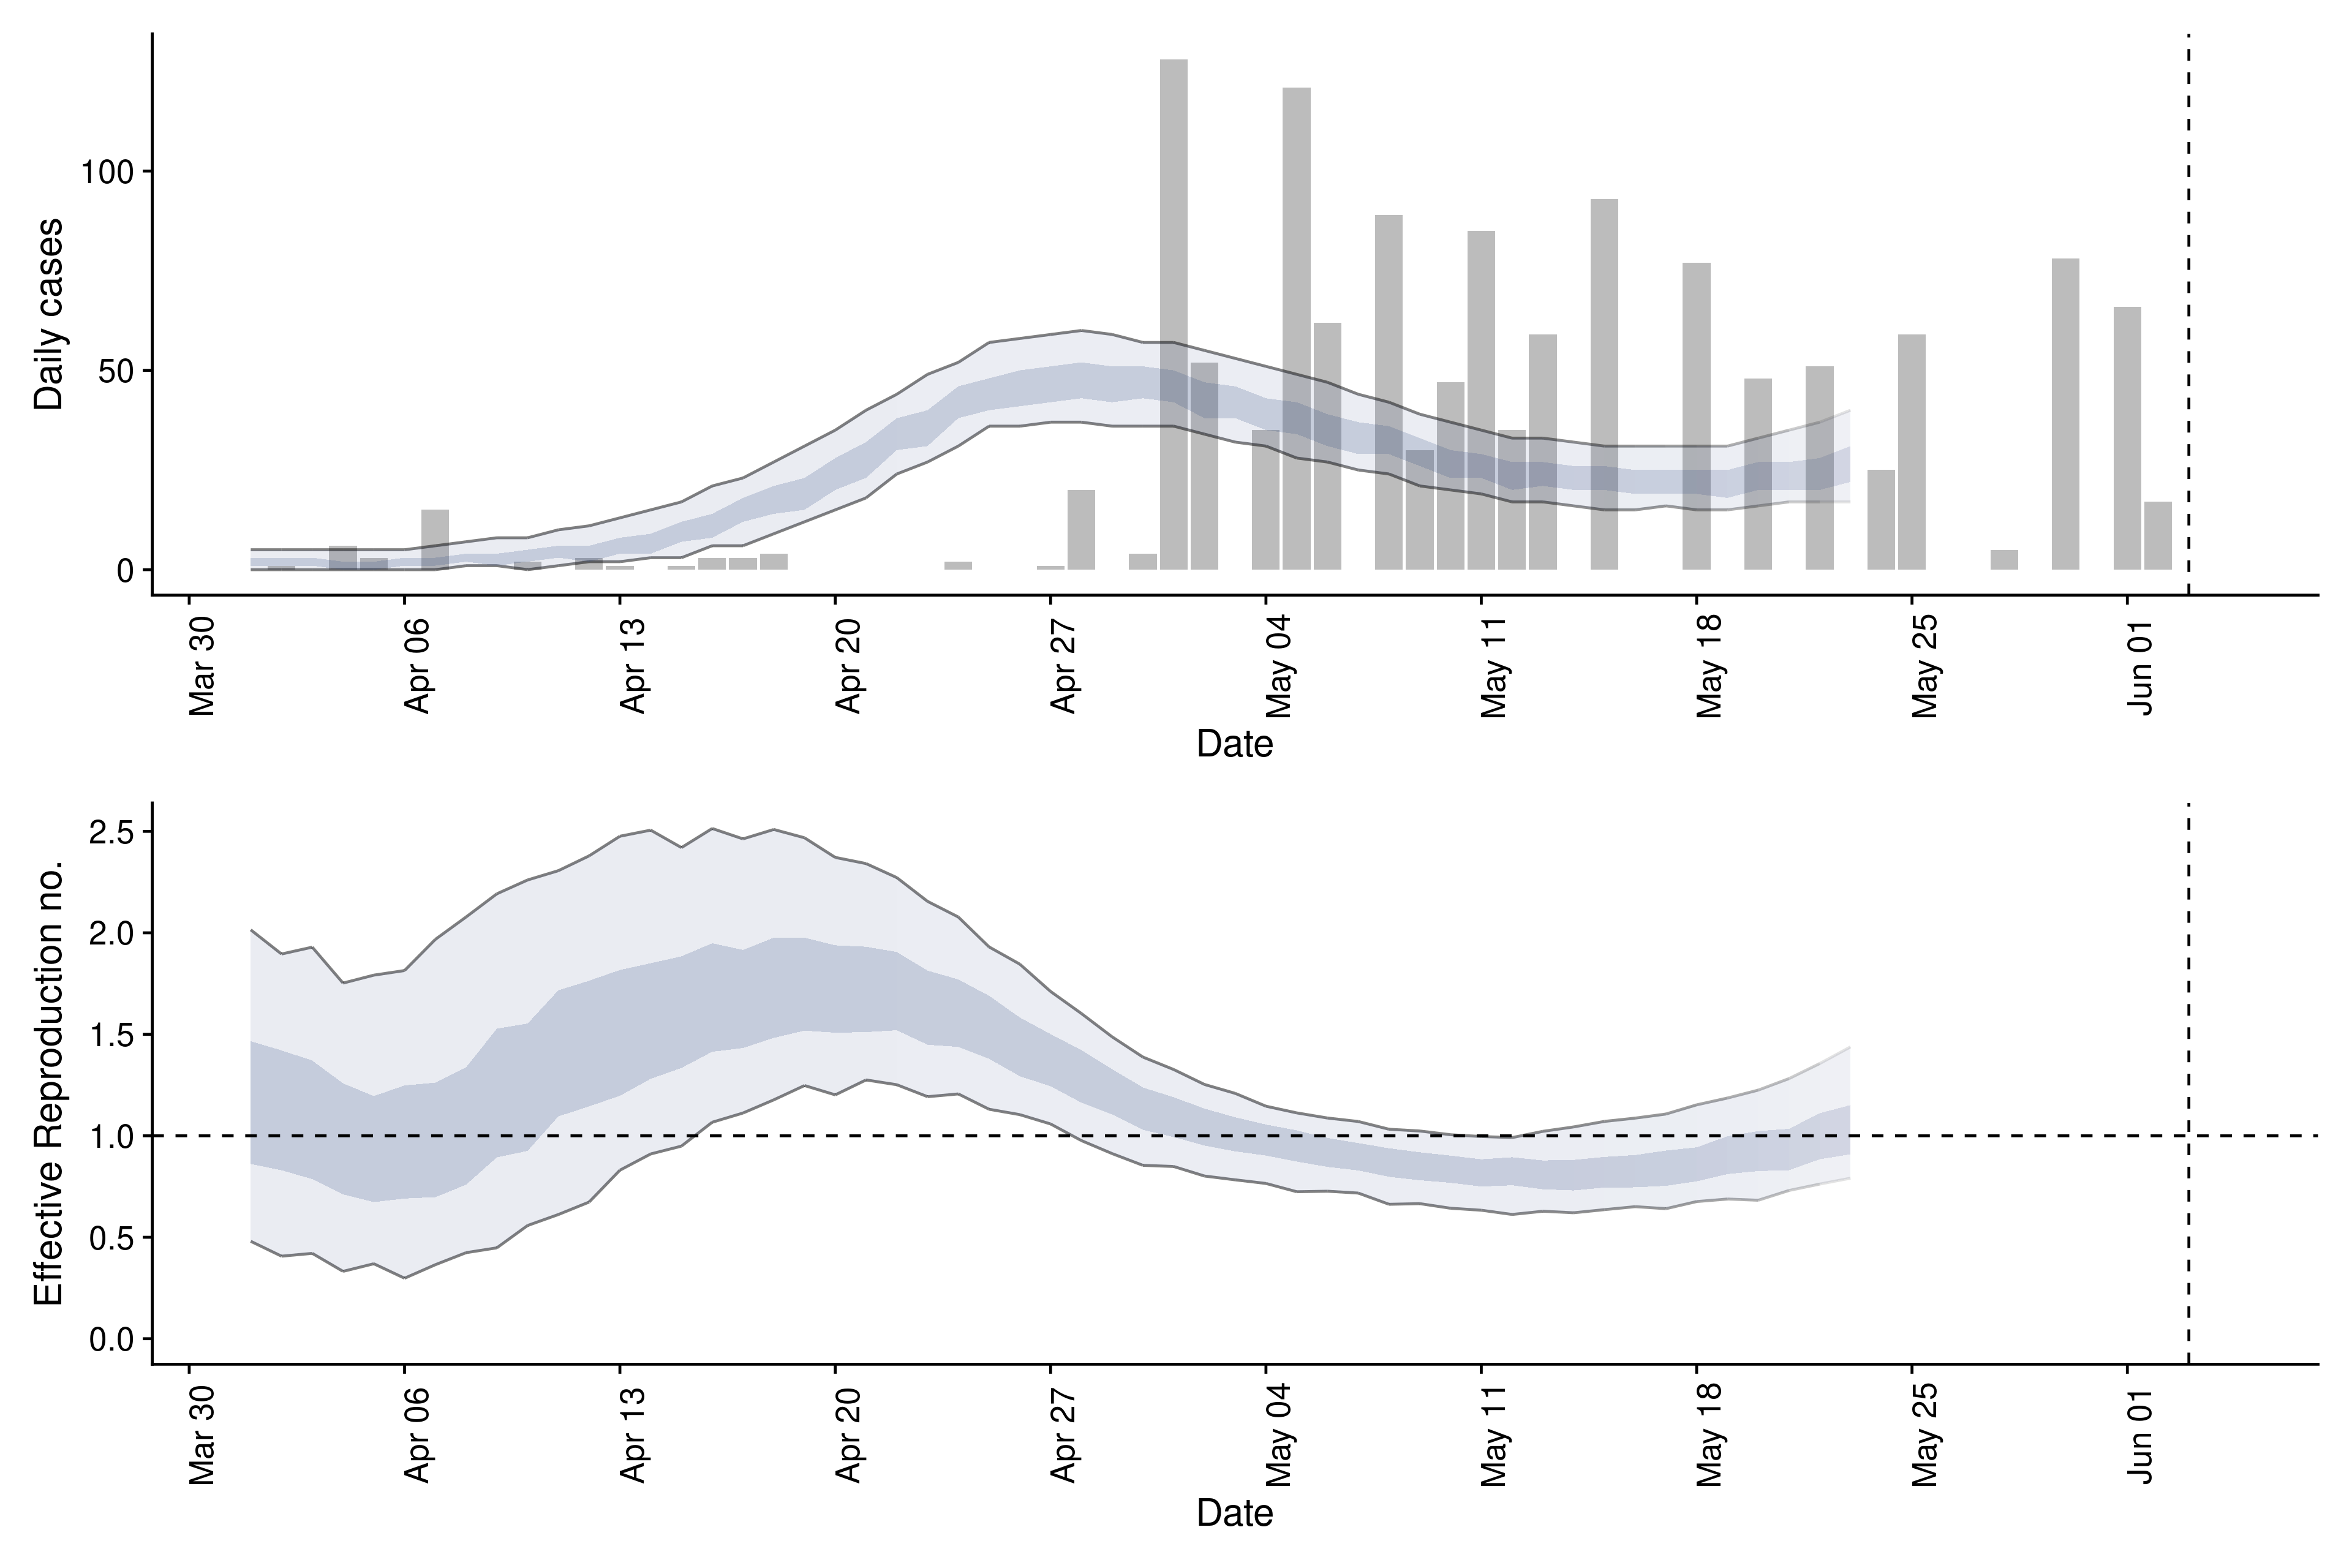 Daily cases
100
50
0
Mar 30
Apr 06
Apr 13
Apr 20
Apr 27
May 04
May 11
May 18
May 25
Jun 01
Date
Effective Reproduction no.
2.5
2.0
1.5
1.0
0.5
0.0
Mar 30
Apr 06
Apr 13
Apr 20
Apr 27
May 04
May 11
May 18
May 25
Jun 01
Date